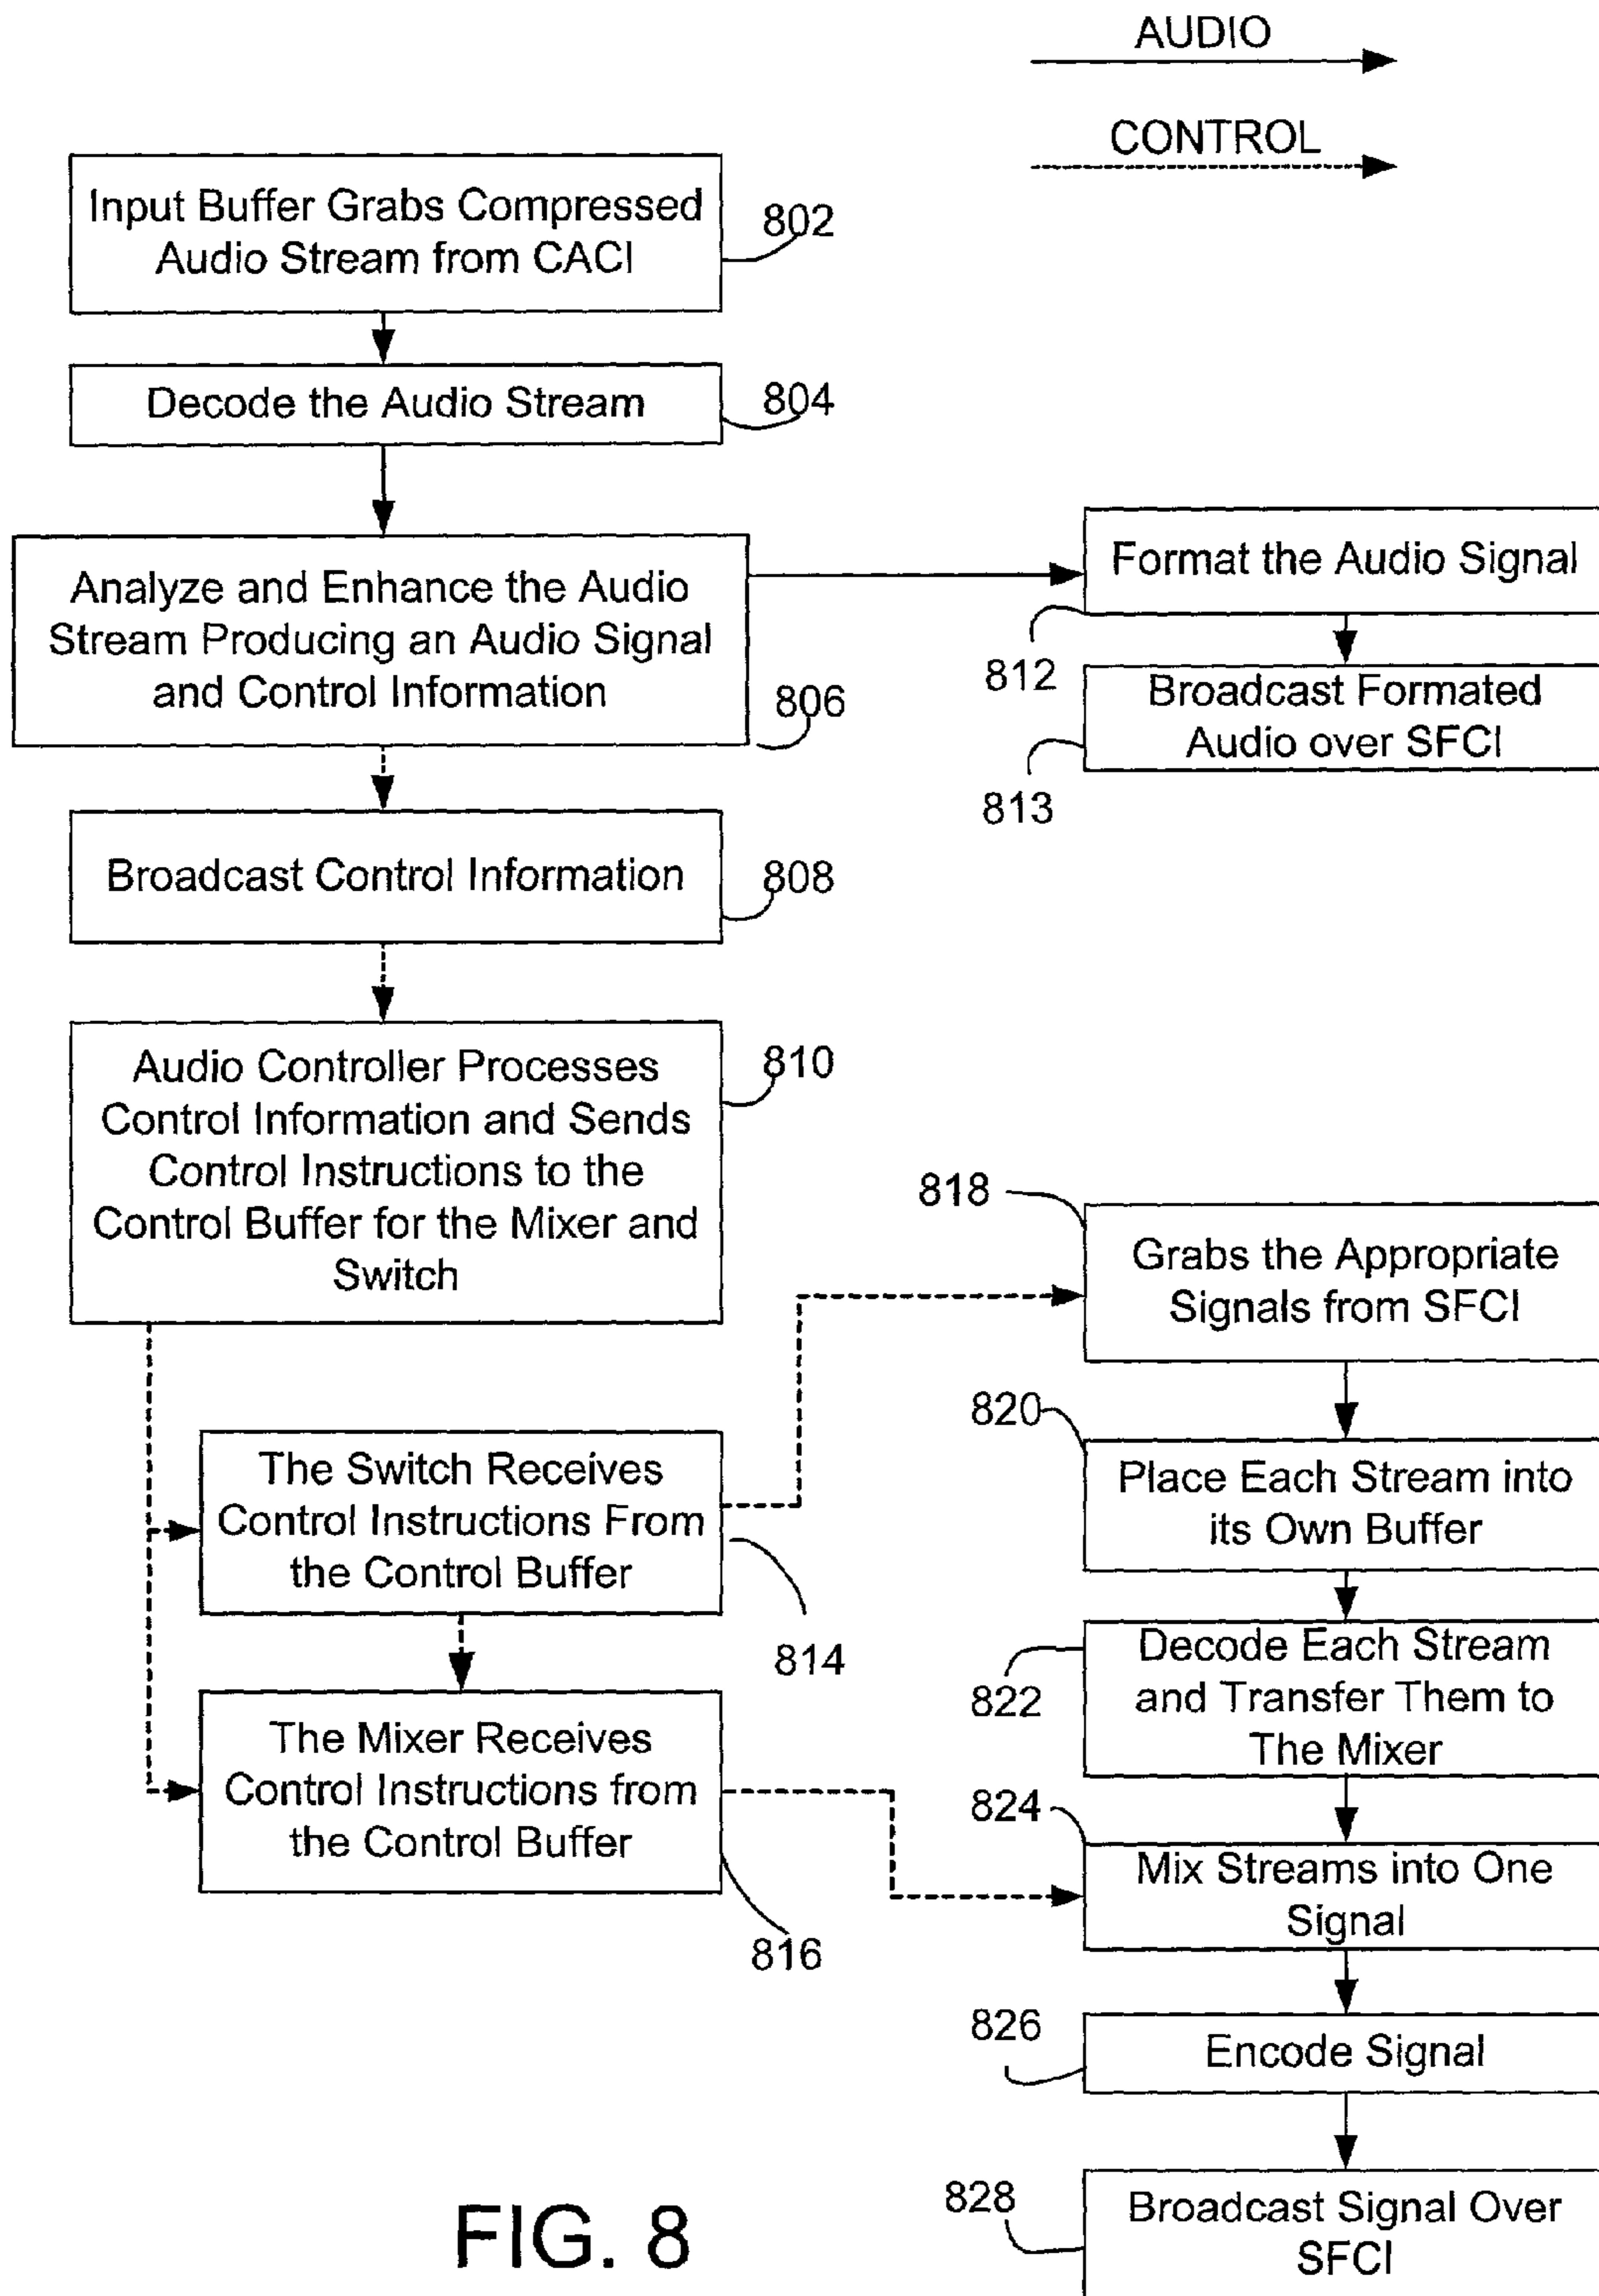 AUDIO
CONTROL
Input Buffer Grabs Compressed
Audio Stream from CACI
802
Decode the Audio Stream
804
Analyze and Enhance the Audio
Stream Producing an Audio Signal
and Control Information
806
Format the Audio Signal
812
Broadcast Formated
Audio over SFCI
813
Broadcast Control Information
808
Audio Controller Processes
Control Information and Sends
Control Instructions to the
Control Buffer for the Mixer and
Switch
810
The Switch Receives
Control Instructions From
the Control Buffer
814
The Mixer Receives
Control Instructions from
the Control Buffer
816
818
Grabs the Appropriate
Signals from SFCI
820
Place Each Stream into
its Own Buffer
822
Decode Each Stream
and Transfer Them to
The Mixer
824
Mix Streams into One
Signal
826
Encode Signal
828
Broadcast Signal Over
SFCI
FIG. 8